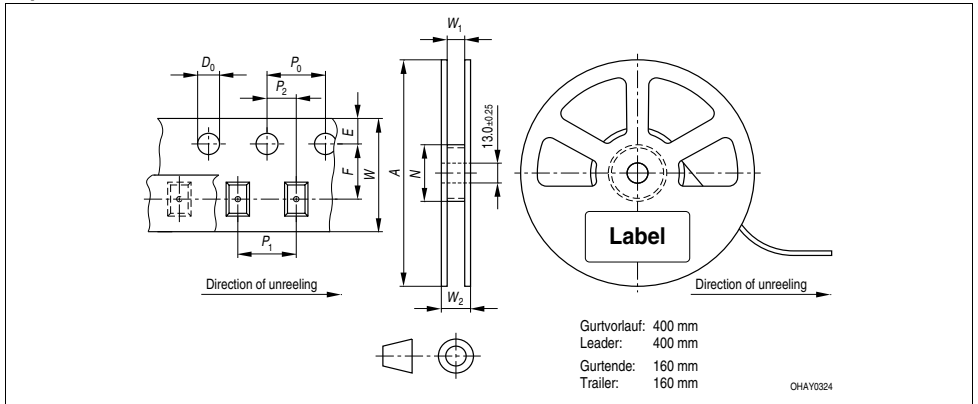 W1
D0
P0
P2
E
F
W
A
N
13.0±0.25
P1
W2
Label
Direction of unreeling
Direction of unreeling
Gurtvorlauf: 400 mm
Leader: 400 mm
Gurtende: 160 mm
Trailer: 160 mm
OHAY0324